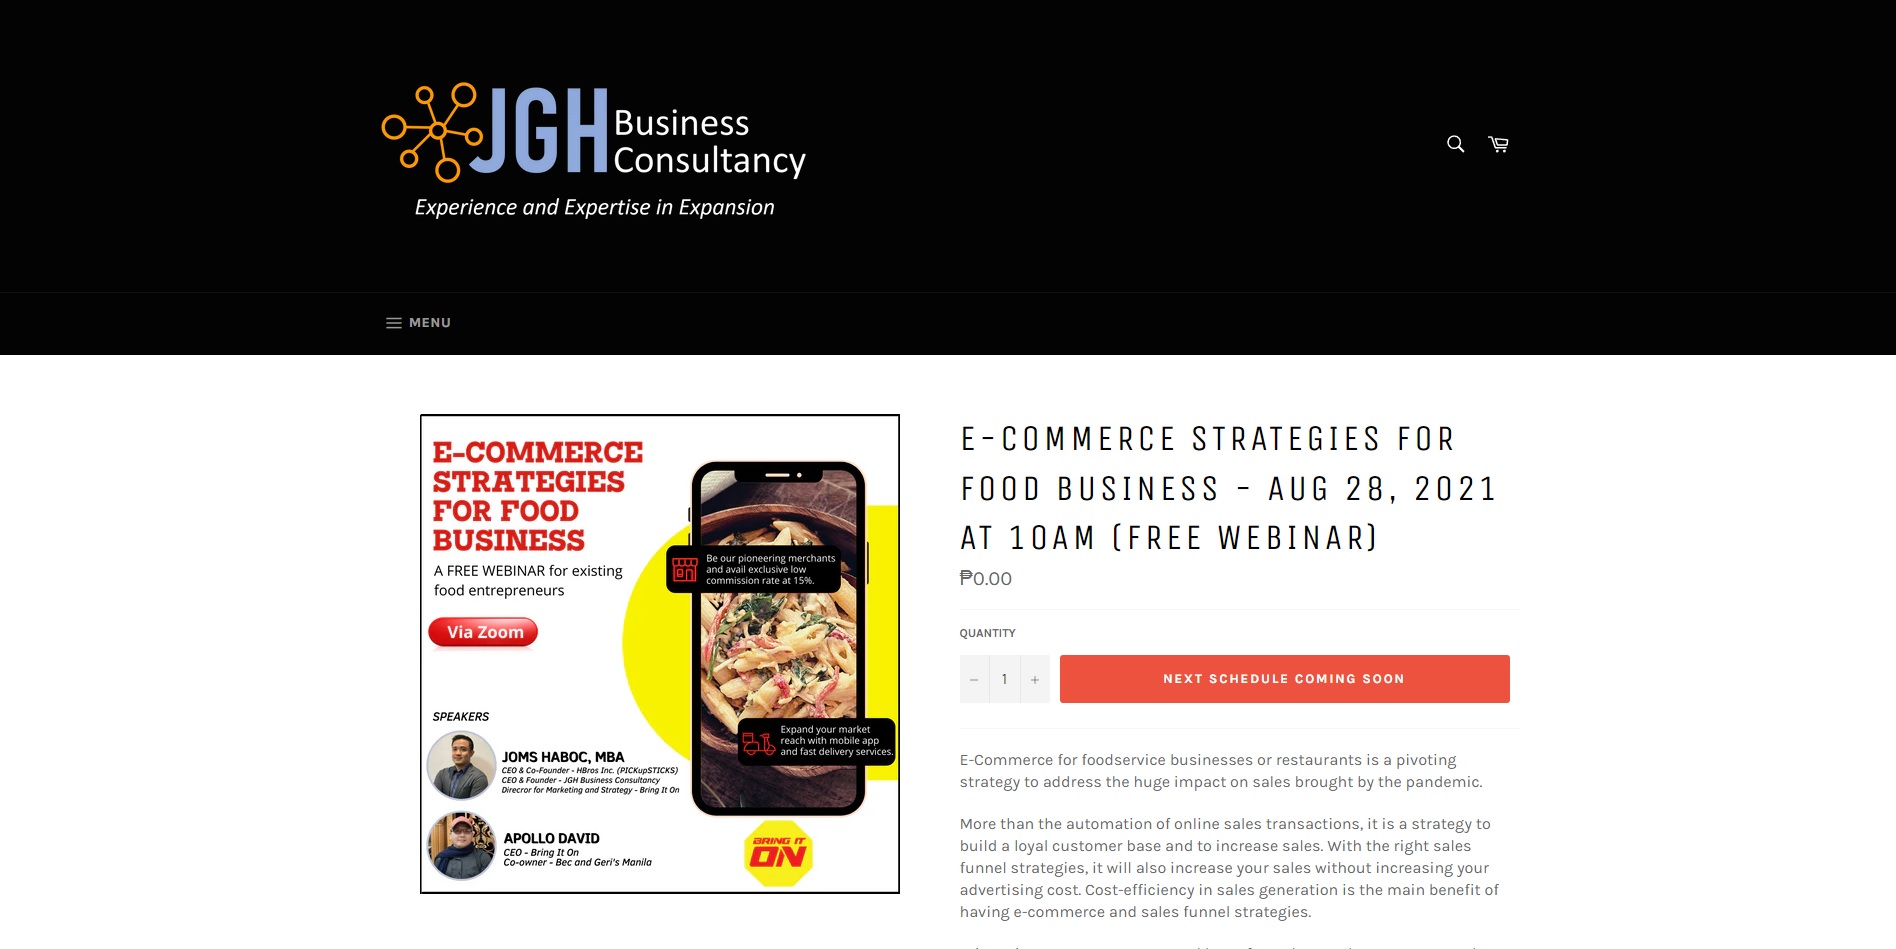 JGH Business
Consultancy
Experience and Expertise in Expansion
MENU
E-COMMERCE
STRATEGIES
FOR FOOD
BUSINESS
A FREE WEBINAR for existing
food entrepreneurs
Via Zoom
Be our pioneering merchants
and avail exclusive low
commission rate at 15%.
Expand your market
reach with mobile app
and fast delivery services.
SPEAKERS
JOMS HABOC, MBA
CEO & Co-Founder - HBros Inc. (PICKupSTICKS)
CEO & Founder - JGH Business Consultancy
Direcror for Marketing and Strategy - Bring It On
APOLLO DAVID
CEO - Bring It On
Co-owner - Bec and Geri's Manila
BRING IT
ON
E-COMMERCE STRATEGIES FOR
FOOD BUSINESS - AUG 28, 2021
AT 10AM (FREE WEBINAR)
₱0.00
QUANTITY
− 1 +
NEXT SCHEDULE COMING SOON
E-Commerce for foodservice businesses or restaurants is a pivoting
strategy to address the huge impact on sales brought by the pandemic.
More than the automation of online sales transactions, it is a strategy to
build a loyal customer base and to increase sales. With the right sales
funnel strategies, it will also increase your sales without increasing your
advertising cost. Cost-efficiency in sales generation is the main benefit of
having e-commerce and sales funnel strategies.